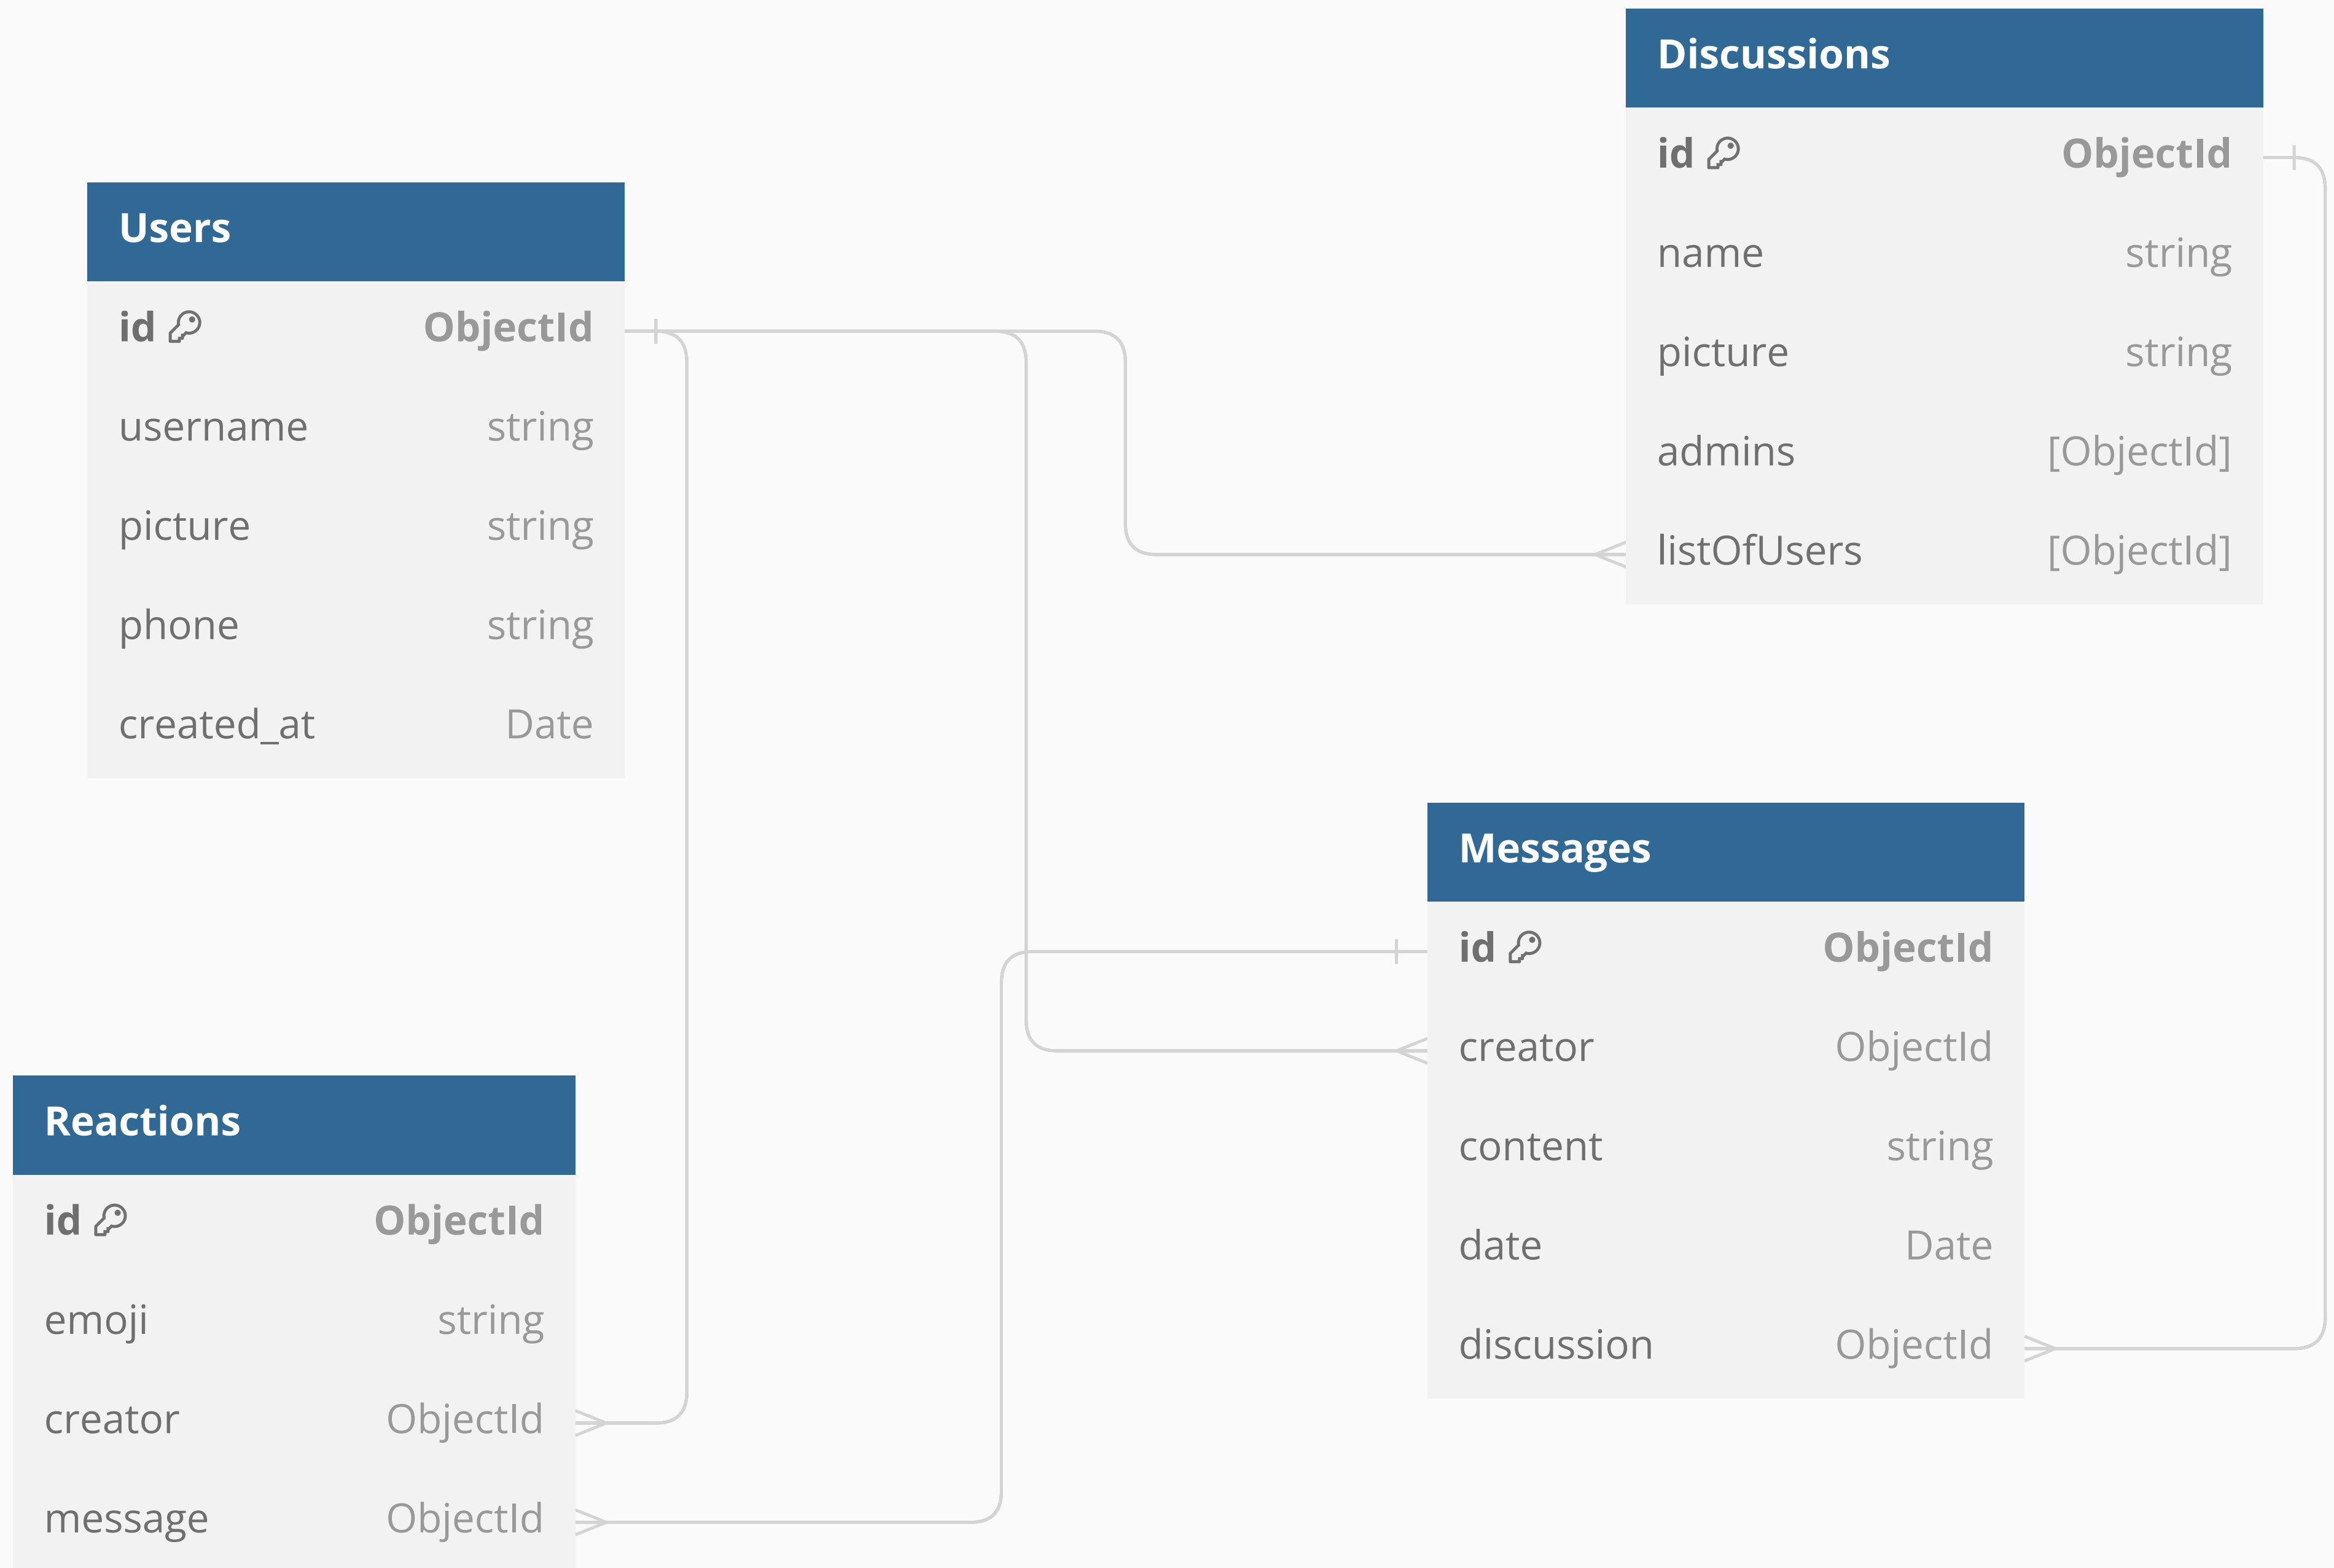 Discussions
id ObjectId
name string
picture string
admins [ObjectId]
listOfUsers [ObjectId]
Users
id ObjectId
username string
picture string
phone string
created_at Date
Messages
id ObjectId
creator ObjectId
content string
date Date
discussion ObjectId
Reactions
id ObjectId
emoji string
creator ObjectId
message ObjectId